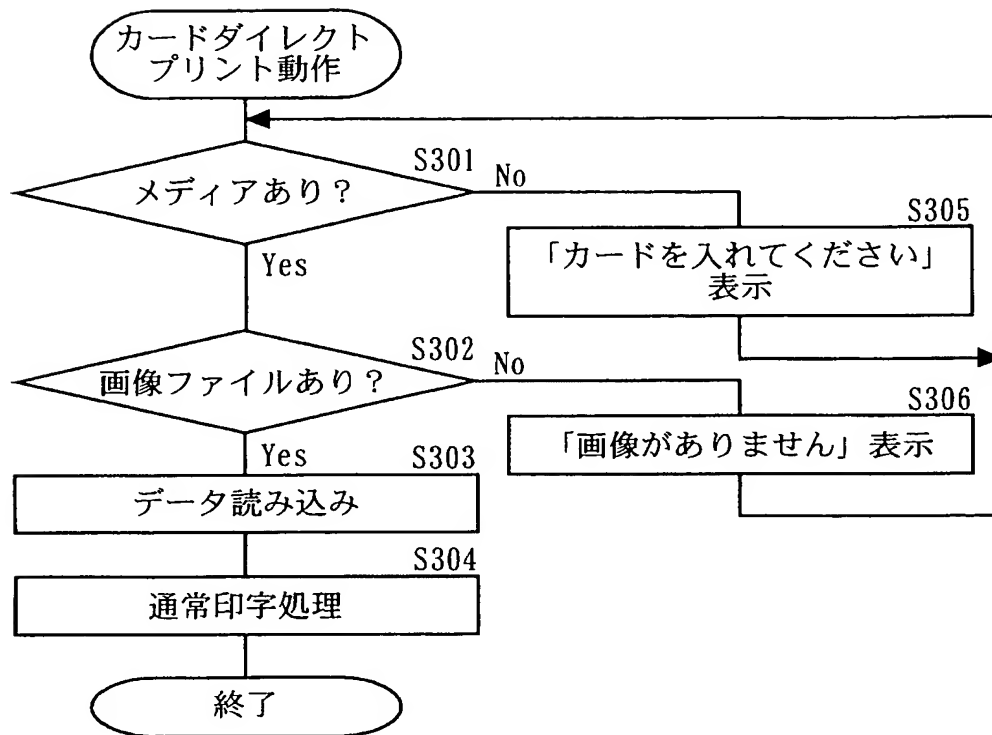 カードダイレクト
プリント動作
S301
メディアあり？
No
Yes
S305
「カードを入れてください」
表示
S302
画像ファイルあり？
No
Yes
S306
「画像がありません」表示
S303
データ読み込み
S304
通常印字処理
終了